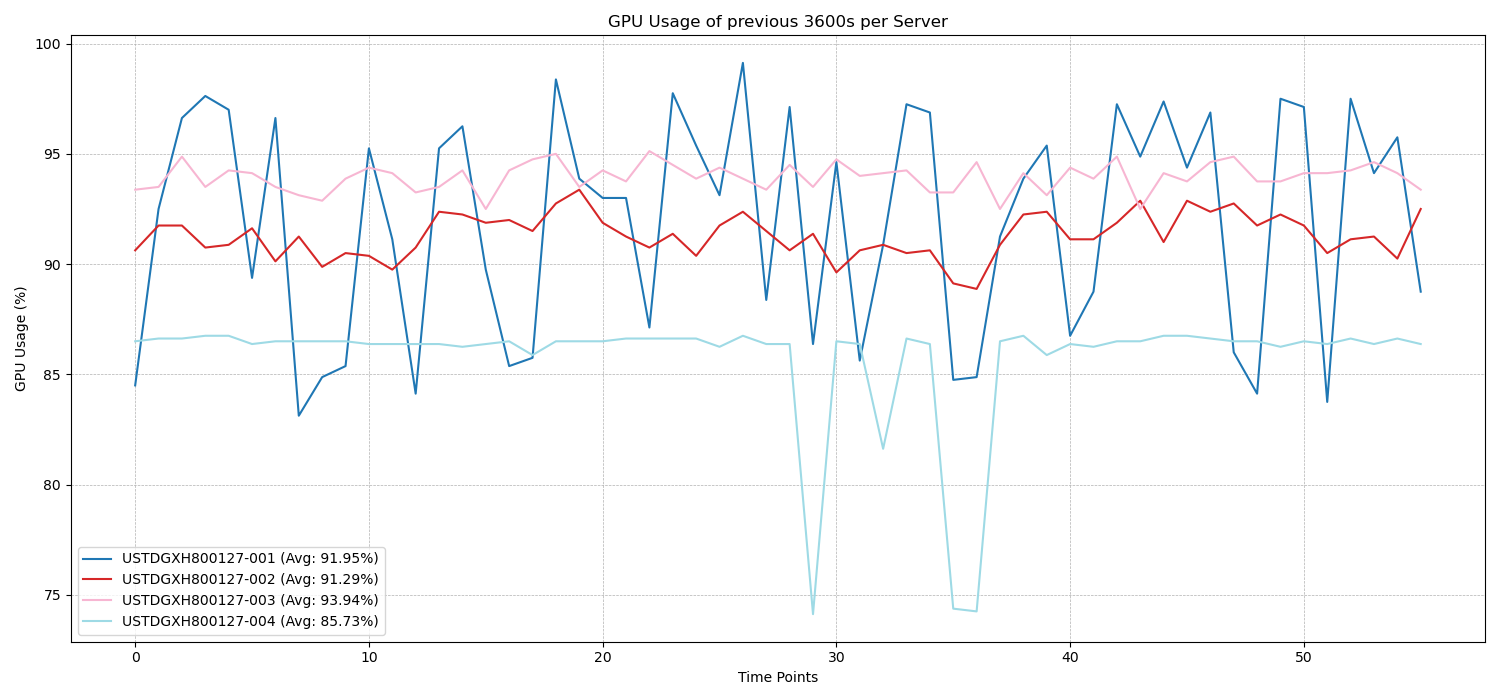 GPU Usage of previous 3600s per Server
100
95
90
85
80
75
GPU Usage (%)
USTDGXH800127-001 (Avg: 91.95%)
USTDGXH800127-002 (Avg: 91.29%)
USTDGXH800127-003 (Avg: 93.94%)
USTDGXH800127-004 (Avg: 85.73%)
0 10 20 30 40 50
Time Points